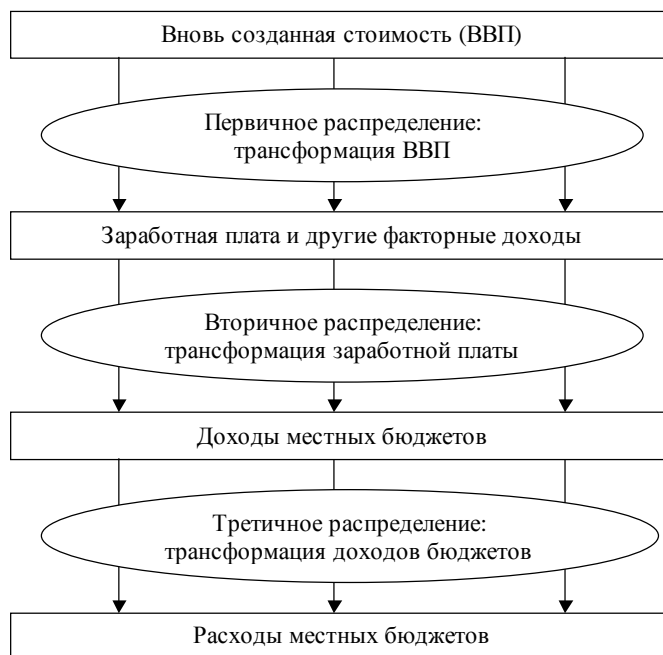 Вновь созданная стоимость (ВВП)
Первичное распределение:
трансформация ВВП
Заработная плата и другие факторные доходы
Вторичное распределение:
трансформация заработной платы
Доходы местных бюджетов
Третичное распределение:
трансформация доходов бюджетов
Расходы местных бюджетов